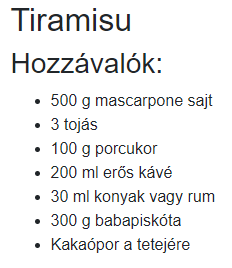 Tiramisu
Hozzávalók:
500 g mascarpone sajt
3 tojás
100 g porcukor
200 ml erős kávé
30 ml konyak vagy rum
300 g babapiskóta
Kakaópor a tetejére